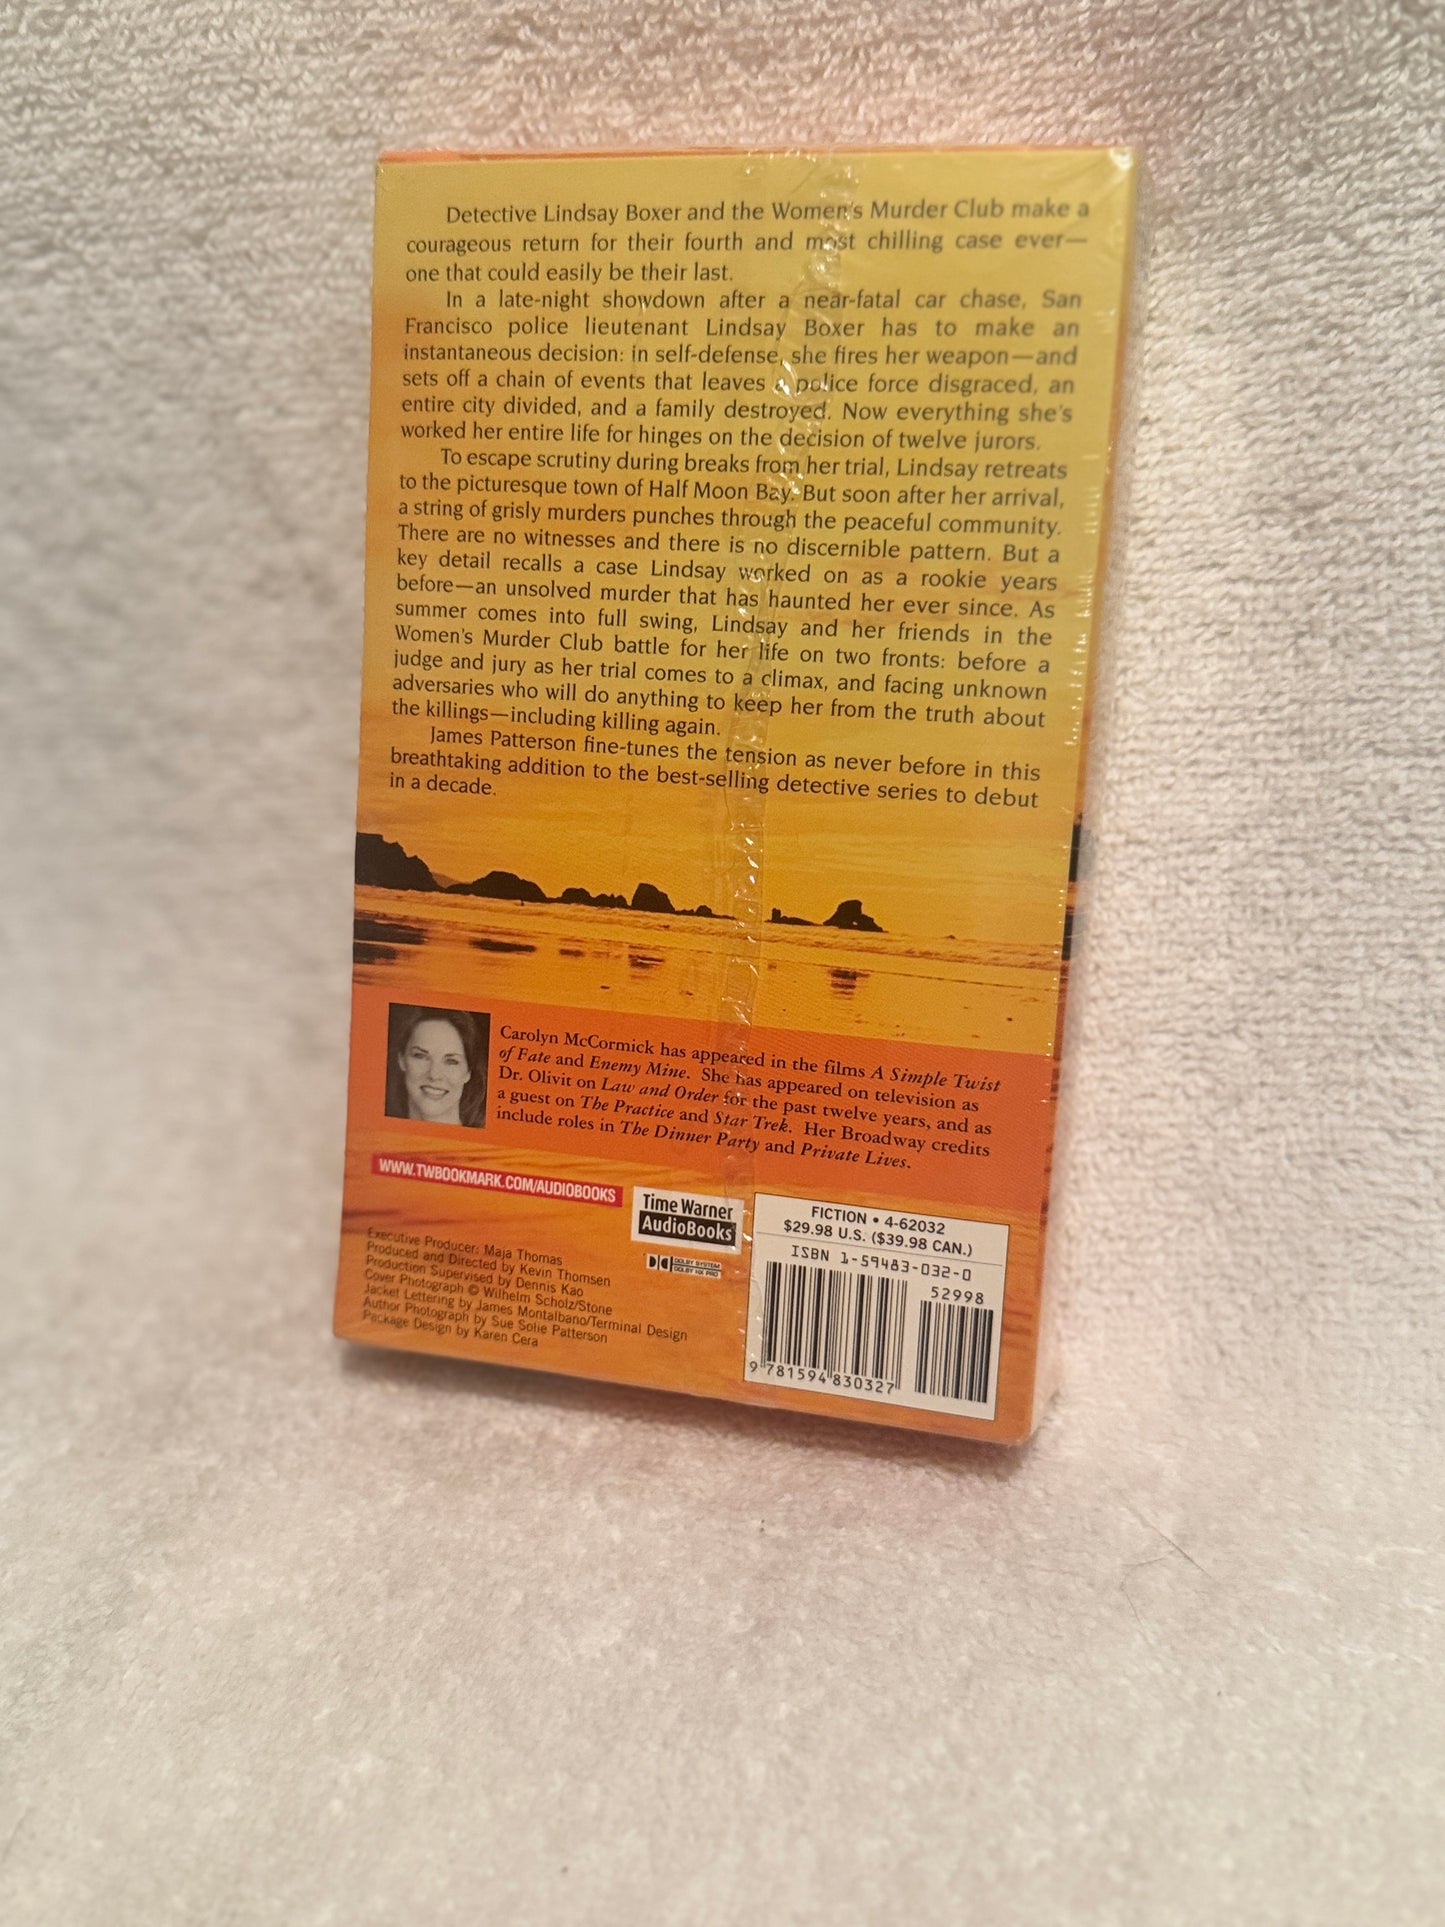 Detective Lindsay Boxer and the Women's Murder Club make a
courageous return for their fourth and most chilling case ever—
one that could easily be their last.
In a late-night showdown after a near-fatal car chase, San
Francisco police lieutenant Lindsay Boxer has to make an
instantaneous decision: in self-defense, she fires her weapon—and
sets off a chain of events that leaves a police force disgraced, an
entire city divided, and a family destroyed. Now everything she's
worked her entire life for hinges on the decision of twelve jurors.
To escape scrutiny during breaks from her trial, Lindsay retreats
to the picturesque town of Half Moon Bay. But soon after her arrival,
a string of grisly murders punches through the peaceful community.
There are no witnesses and there is no discernible pattern. But a
key detail recalls a case Lindsay worked on as a rookie years
before—an unsolved murder that has haunted her ever since. As
summer comes into full swing, Lindsay and her friends in the
Women's Murder Club battle for her life on two fronts: before a
judge and jury as her trial comes to a climax, and facing unknown
adversaries who will do anything to keep her from the truth about
the killings—including killing again.
James Patterson fine-tunes the tension as never before in this
breathtaking addition to the best-selling detective series to debut
in a decade.
Carolyn McCormick has appeared in the films A Simple Twist
of Fate and Enemy Mine. She has appeared on television as
Dr. Olivit on Law and Order for the past twelve years, and as
a guest on The Practice and Star Trek. Her Broadway credits
include roles in The Dinner Party and Private Lives.
WWW.TWBOOKMARK.COM/AUDIOBOOKS
Time Warner
AudioBooks
DOLBY SYSTEM
DOLBY HX PRO
Executive Producer: Maja Thomas
Produced and Directed by Kevin Thomsen
Production Supervised by Dennis Kao
Cover Photograph © Wilhelm Scholz/Stone
Jacket Lettering by James Montalbano/Terminal Design
Author Photograph by Sue Solie Patterson
Package Design by Karen Cera
FICTION • 4-62032
$29.98 U.S. ($39.98 CAN.)
ISBN 1-59483-032-0
52998
9 781594 830327